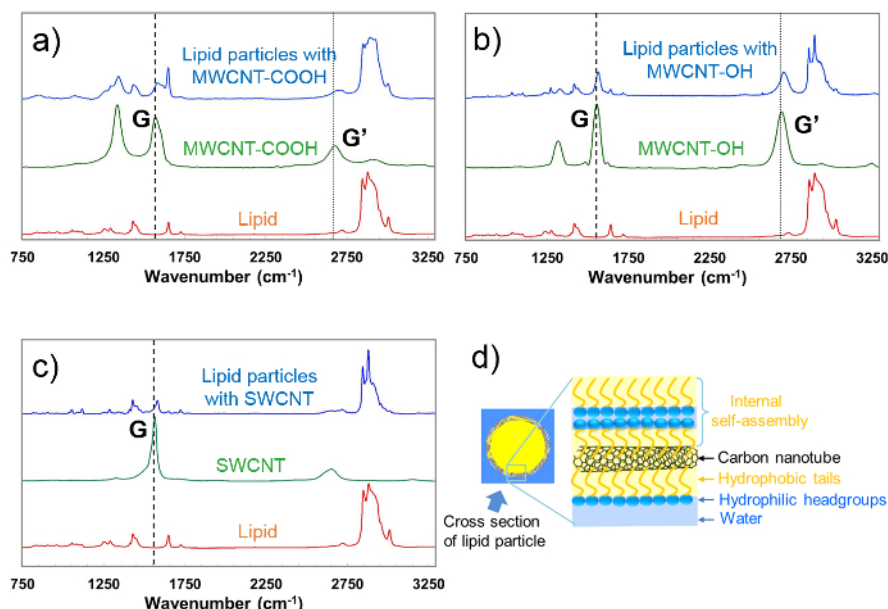 a)
Lipid particles with
MWCNT-COOH
G
G’
MWCNT-COOH
Lipid
750 1250 1750 2250 2750 3250
Wavenumber (cm-1)
b)
Lipid particles with
MWCNT-OH
G
G’
MWCNT-OH
Lipid
750 1250 1750 2250 2750 3250
Wavenumber (cm-1)
c)
Lipid particles
with SWCNT
G
SWCNT
Lipid
750 1250 1750 2250 2750 3250
Wavenumber (cm-1)
d)
Internal
self-assembly
Carbon nanotube
Hydrophobic tails
Hydrophilic headgroups
Water
Cross section
of lipid particle